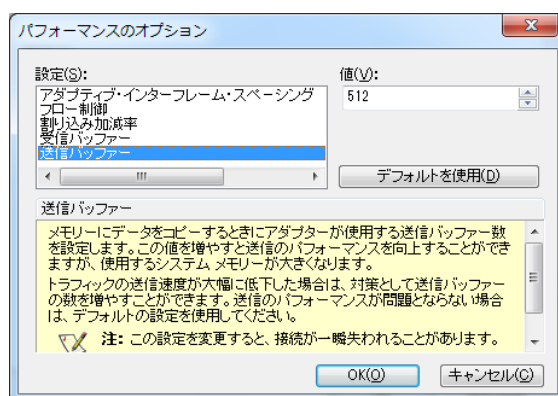 パフォーマンスのオプション
設定(S):
アダプティブ・インターフレーム・スペーシング
フロー制御
割り込み加減率
受信バッファー
送信バッファー
値(V):
512
デフォルトを使用(D)
送信バッファー
メモリーにデータをコピーするときにアダプターが使用する送信バッファー数
を設定します。この値を増やすと送信のパフォーマンスを向上することができ
ますが、使用するシステム メモリーが大きくなります。
トラフィックの送信速度が大幅に低下した場合は、対策として送信バッファー
の数を増やすことができます。送信のパフォーマンスが問題とならない場合
は、デフォルトの設定を使用してください。
注: この設定を変更すると、接続が一瞬失われることがあります。
OK(O)
キャンセル(C)